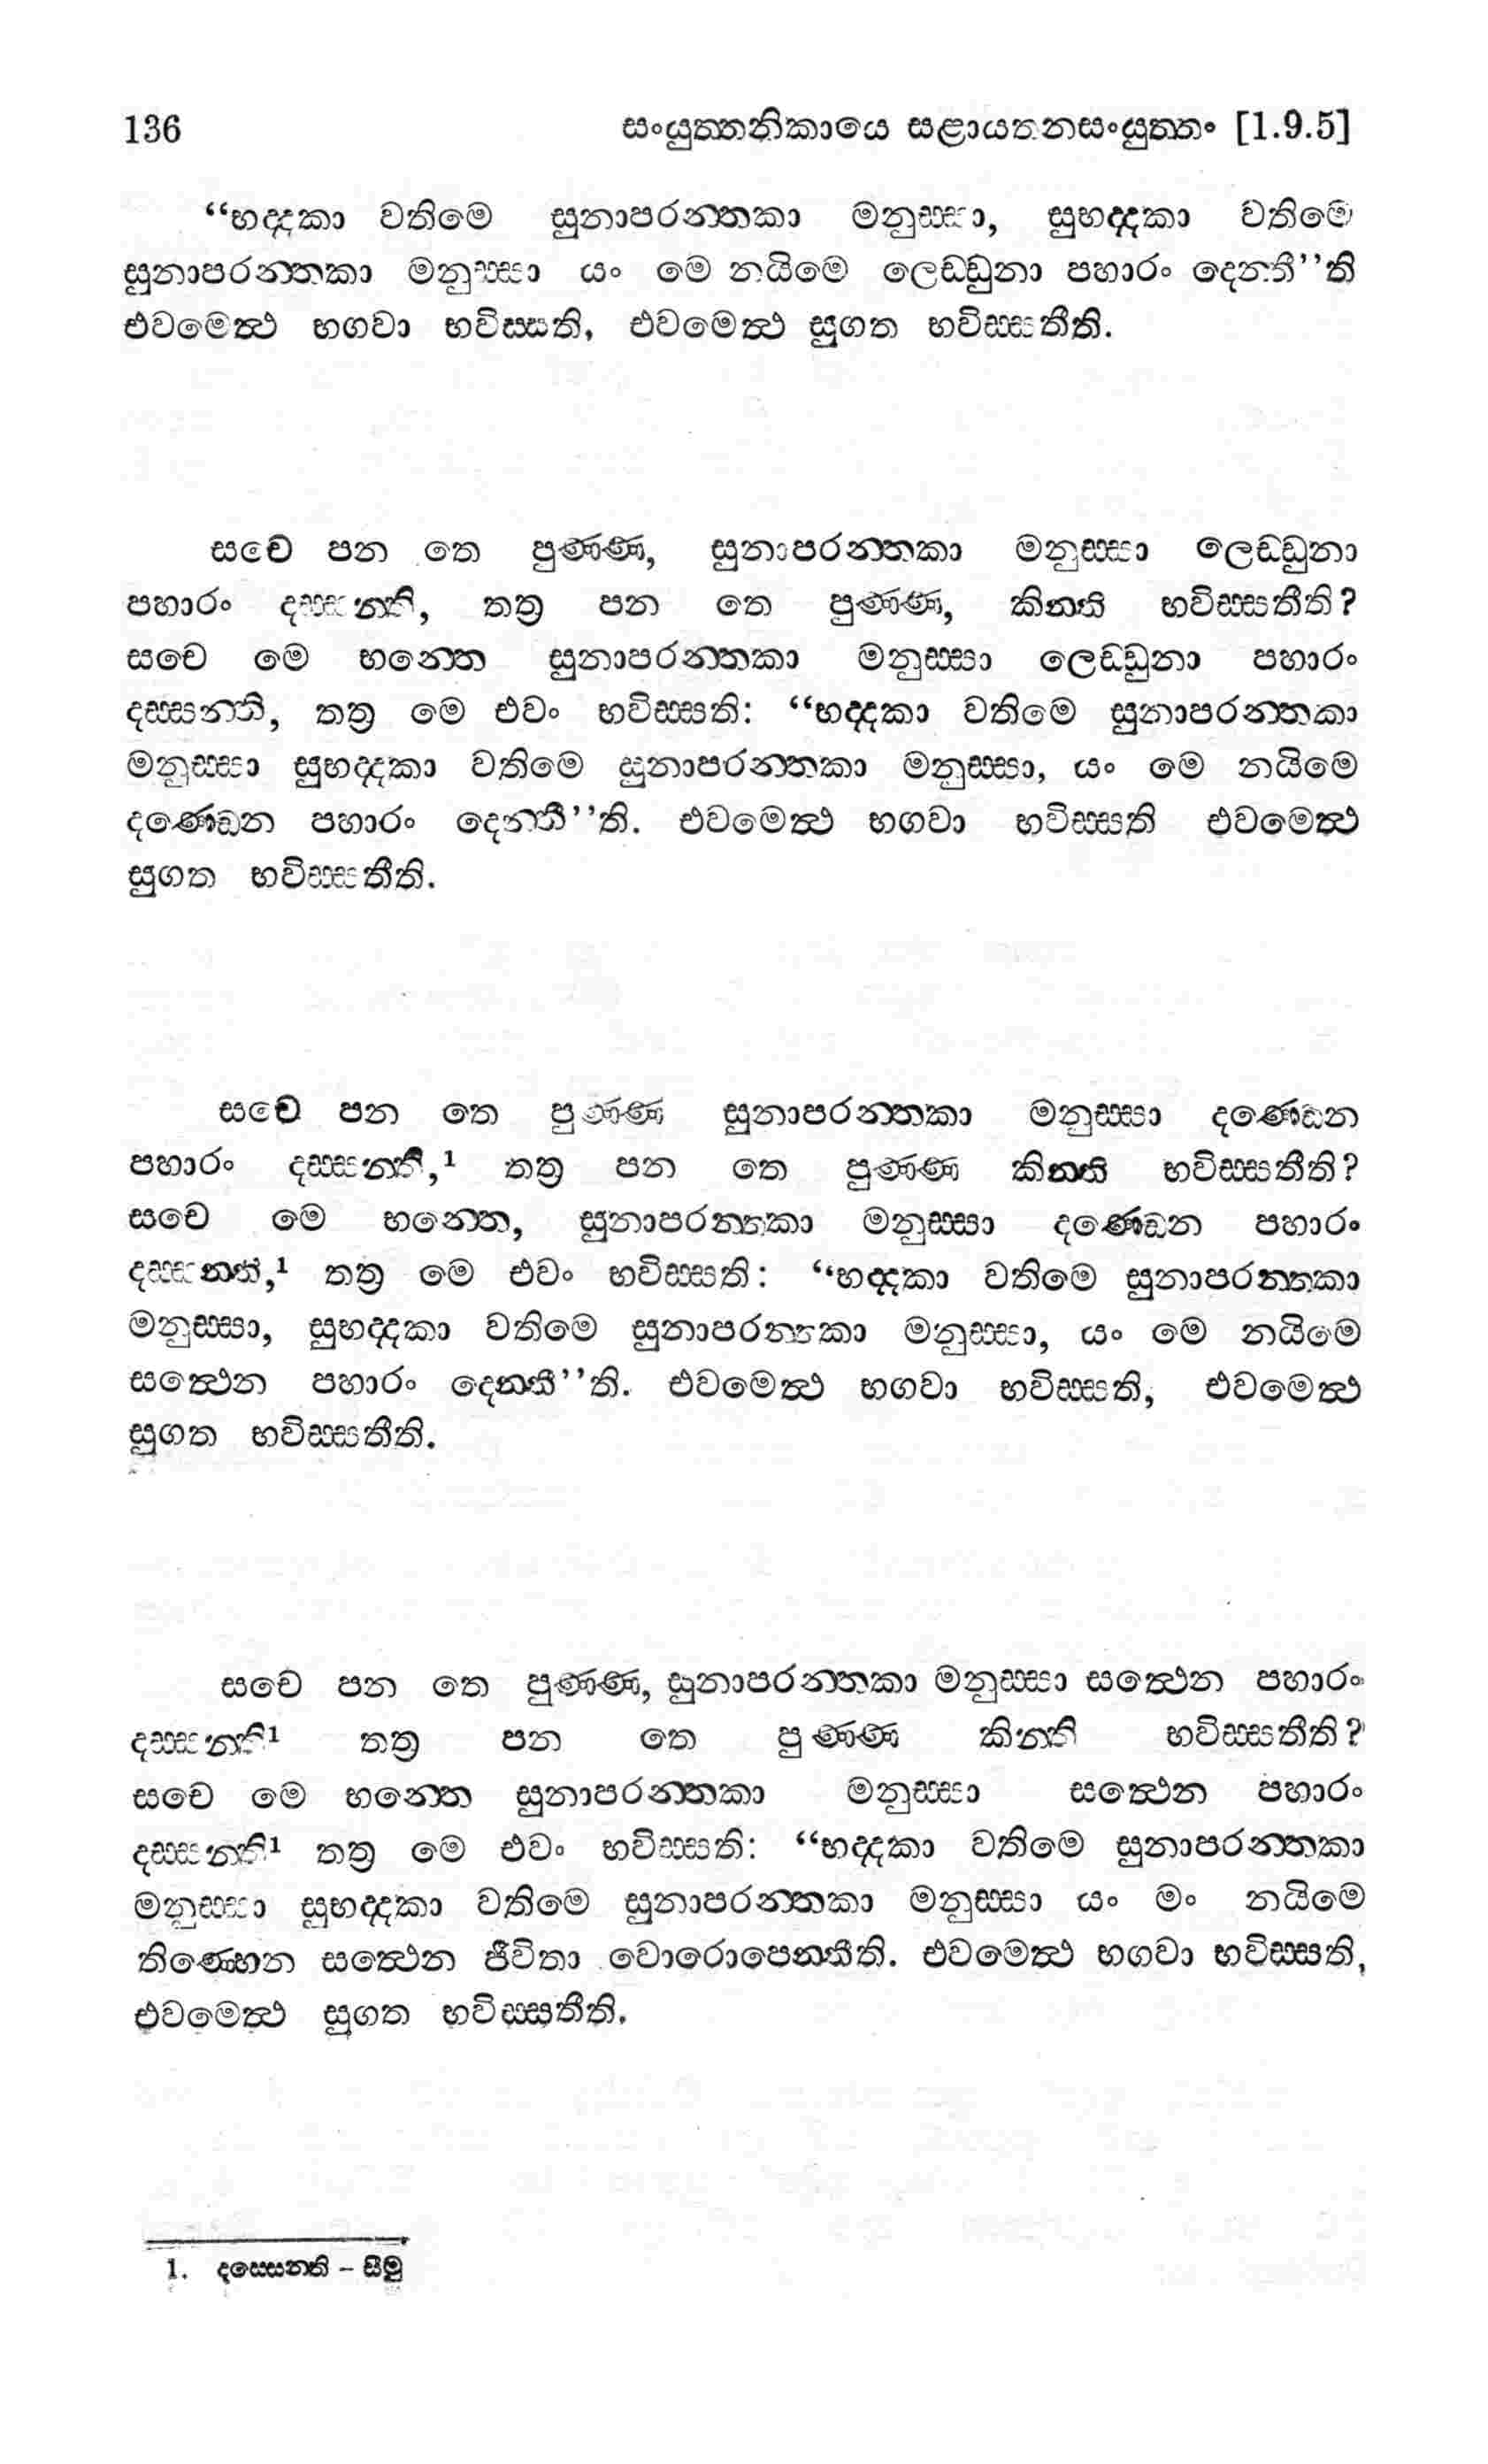 136 සංයුත්තනිකායෙ සළායතනසංයුත්තං [1.9.5]
“භද්දකා වතිමෙ සුනාපරන්තකා මනුස්සා, සුභද්දකා වතිමෙ
සුනාපරන්තකා මනුස්සා යං මෙ නයිමෙ ලෙඩ්ඩුනා පහාරං දෙන්තී’’ති
එවමෙත්ථ භගවා භවිස්සති, එවමෙත්ථ සුගත භවිස්සතීති.
සචෙ පන තෙ පුණ්ණ, සුනාපරන්තකා මනුස්සා ලෙඩ්ඩුනා
පහාරං දස්සන්ති, තත්‍ර පන තෙ පුණ්ණ, කින්ති භවිස්සතීති?
සචෙ මෙ භන්තෙ සුනාපරන්තකා මනුස්සා ලෙඩ්ඩුනා පහාරං
දස්සන්ති, තත්‍ර මෙ එවං භවිස්සති: “භද්දකා වතිමෙ සුනාපරන්තකා
මනුස්සා සුභද්දකා වතිමෙ සුනාපරන්තකා මනුස්සා, යං මෙ නයිමෙ
දණ්ඩෙන පහාරං දෙන්තී’’ති. එවමෙත්ථ භගවා භවිස්සති එවමෙත්ථ
සුගත භවිස්සතීති.
සචෙ පන තෙ පුණ්ණ සුනාපරන්තකා මනුස්සා දණ්ඩෙන
පහාරං දස්සන්ති,¹ තත්‍ර පන තෙ පුණ්ණ කින්ති භවිස්සතීති?
සචෙ මෙ භන්තෙ, සුනාපරන්තකා මනුස්සා දණ්ඩෙන පහාරං
දස්සන්ති,¹ තත්‍ර මෙ එවං භවිස්සති: “භද්දකා වතිමෙ සුනාපරන්තකා
මනුස්සා, සුභද්දකා වතිමෙ සුනාපරන්තකා මනුස්සා, යං මෙ නයිමෙ
සත්ථෙන පහාරං දෙන්තී’’ති. එවමෙත්ථ භගවා භවිස්සති, එවමෙත්ථ
සුගත භවිස්සතීති.
සචෙ පන තෙ පුණ්ණ, සුනාපරන්තකා මනුස්සා සත්ථෙන පහාරං
දස්සන්ති¹ තත්‍ර පන තෙ පුණ්ණ කින්ති භවිස්සතීති?
සචෙ මෙ භන්තෙ සුනාපරන්තකා මනුස්සා සත්ථෙන පහාරං
දස්සන්ති¹ තත්‍ර මෙ එවං භවිස්සති: “භද්දකා වතිමෙ සුනාපරන්තකා
මනුස්සා සුභද්දකා වතිමෙ සුනාපරන්තකා මනුස්සා යං මං නයිමෙ
තිණ්හෙන සත්ථෙන ජීවිතා වොරොපෙන්තීති. එවමෙත්ථ භගවා භවිස්සති,
එවමෙත්ථ සුගත භවිස්සතීති.
1. දස්සෙන්ති – සීමු